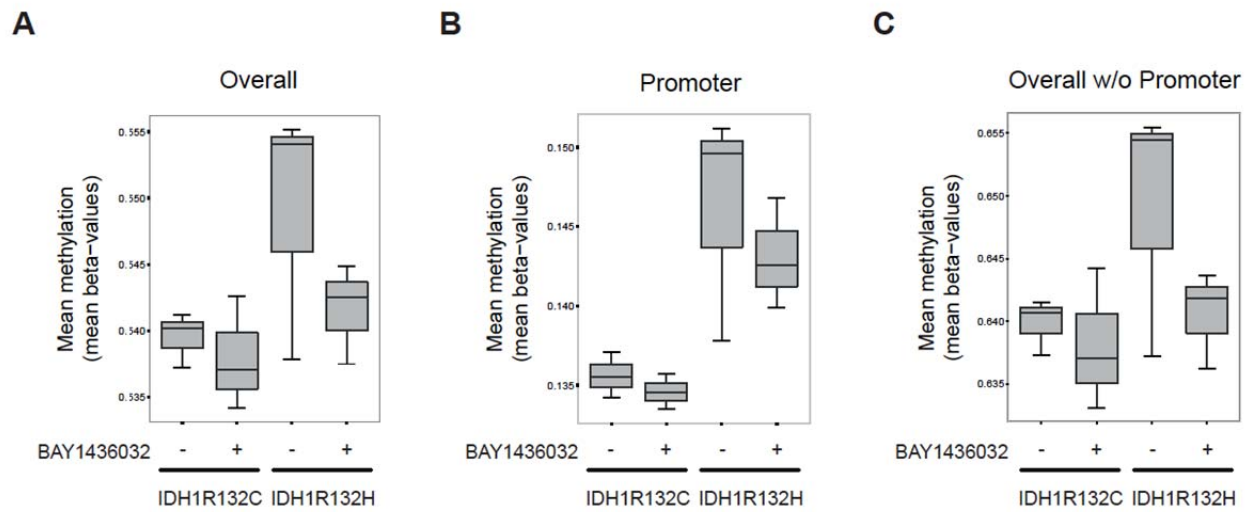 A
Overall
Mean methylation
(mean beta-values)
0.555
0.550
0.545
0.540
0.535
BAY1436032 - + - +
IDH1R132C IDH1R132H
B
Promoter
Mean methylation
(mean beta-values)
0.150
0.145
0.140
0.135
BAY1436032 - + - +
IDH1R132C IDH1R132H
C
Overall w/o Promoter
Mean methylation
(mean beta-values)
0.655
0.650
0.645
0.640
0.635
BAY1436032 - + - +
IDH1R132C IDH1R132H